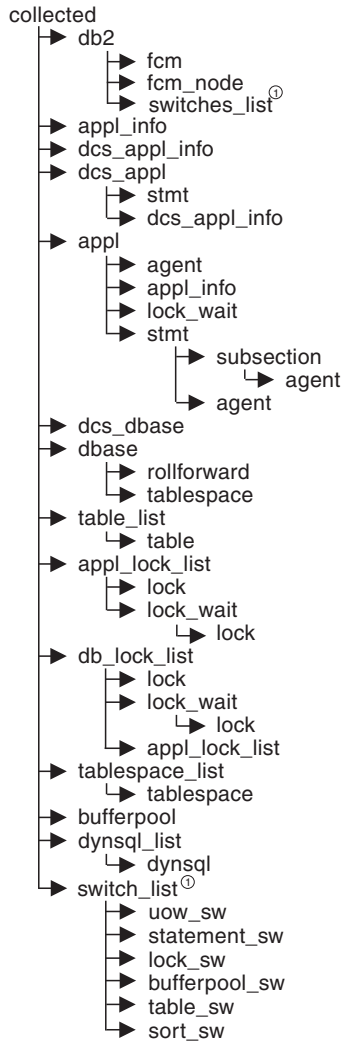 collected
db2
fcm
fcm_node
switches_list①
appl_info
dcs_appl_info
dcs_appl
stmt
dcs_appl_info
appl
agent
appl_info
lock_wait
stmt
subsection
agent
agent
dcs_dbase
dbase
rollforward
tablespace
table_list
table
appl_lock_list
lock
lock_wait
lock
db_lock_list
lock
lock_wait
lock
appl_lock_list
tablespace_list
tablespace
bufferpool
dynsql_list
dynsql
switch_list①
uow_sw
statement_sw
lock_sw
bufferpool_sw
table_sw
sort_sw